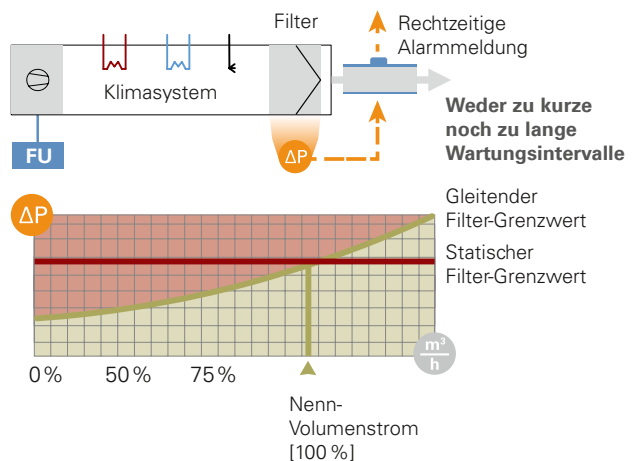 Filter
Rechtzeitige
Alarmmeldung
Klimasystem
FU
ΔP
Weder zu kurze
noch zu lange
Wartungsintervalle
ΔP
Gleitender
Filter-Grenzwert
Statischer
Filter-Grenzwert
m³
h
0 %
50 %
75 %
Nenn-
Volumenstrom
[100 %]